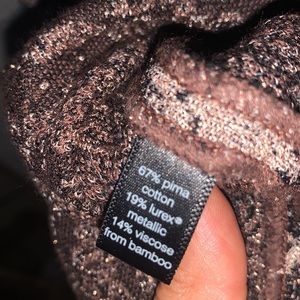 67% pima
cotton
19% lurex®
metallic
14% viscose
from bamboo